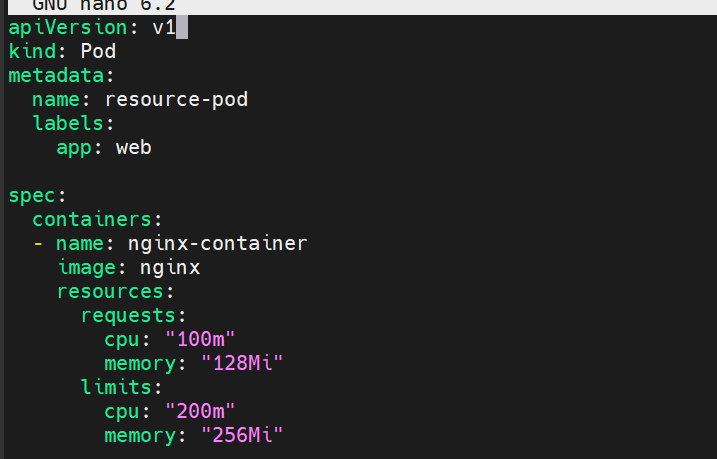 GNU nano 6.2
apiVersion: v1
kind: Pod
metadata:
  name: resource-pod
  labels:
    app: web

spec:
  containers:
  - name: nginx-container
    image: nginx
    resources:
      requests:
        cpu: "100m"
        memory: "128Mi"
      limits:
        cpu: "200m"
        memory: "256Mi"